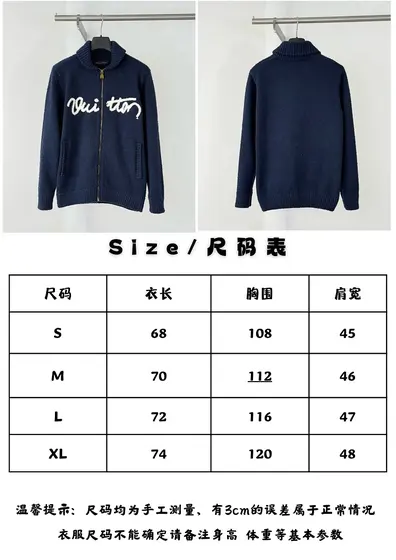 Vuitton
Size/尺码表
尺码 衣长 胸围 肩宽
S 68 108 45
M 70 112 46
L 72 116 47
XL 74 120 48
温馨提示：尺码均为手工测量、有3cm的误差属于正常情况
衣服尺码不能确定请备注身高 体重等基本参数